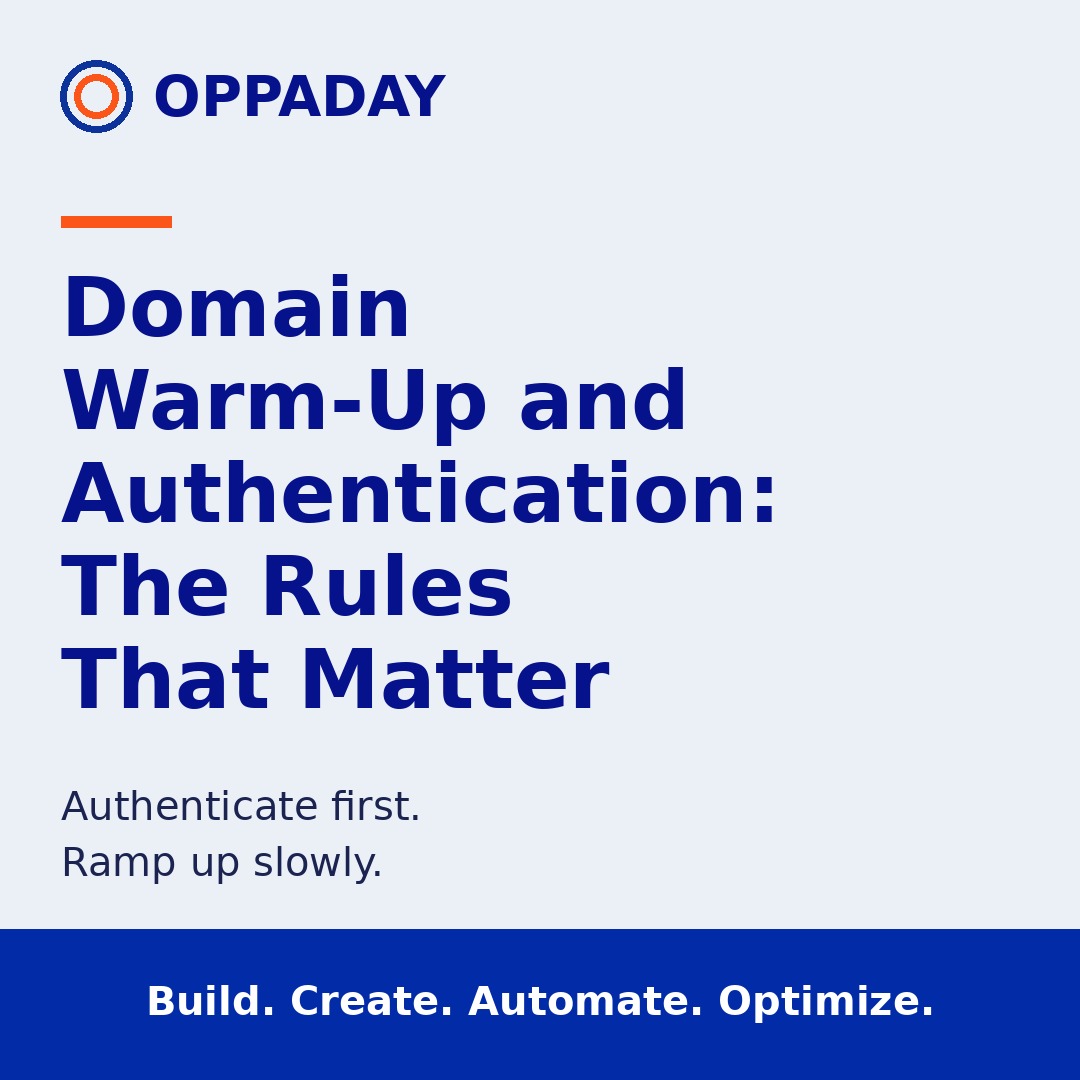 OPPADAY
Domain
Warm-Up and
Authentication:
The Rules
That Matter
Authenticate first.
Ramp up slowly.
Build. Create. Automate. Optimize.